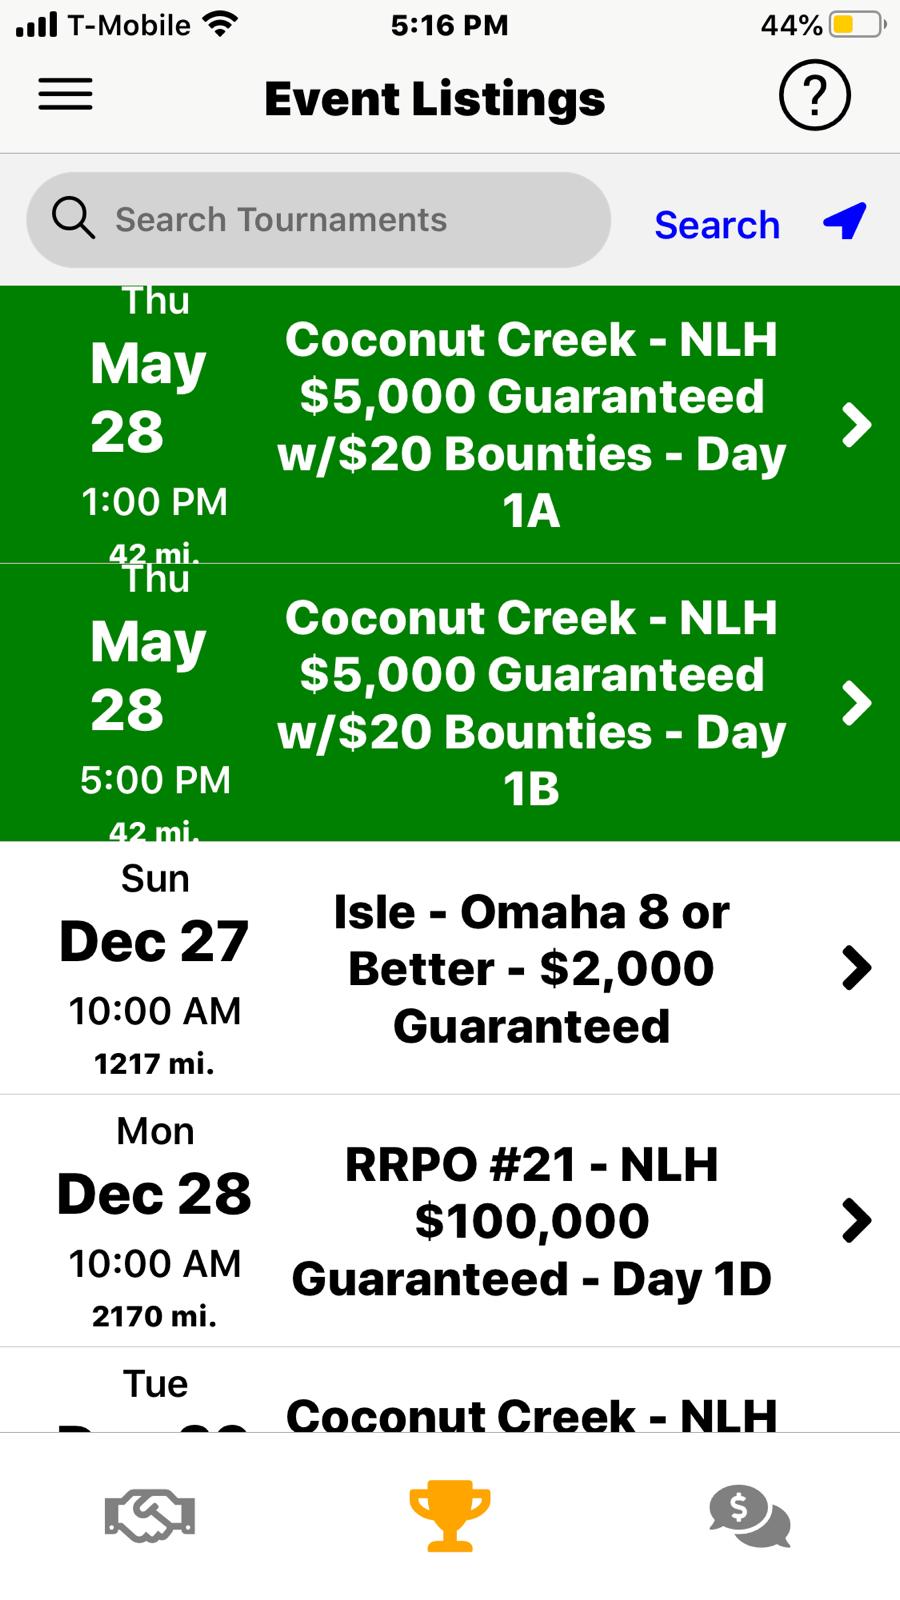 T-Mobile 5:16 PM 44%
Event Listings ?
Search Tournaments Search
Thu
May
28
1:00 PM
42 mi.
Coconut Creek - NLH
$5,000 Guaranteed
w/$20 Bounties - Day
1A
Thu
May
28
5:00 PM
42 mi.
Coconut Creek - NLH
$5,000 Guaranteed
w/$20 Bounties - Day
1B
Sun
Dec 27
10:00 AM
1217 mi.
Isle - Omaha 8 or
Better - $2,000
Guaranteed
Mon
Dec 28
10:00 AM
2170 mi.
RRPO #21 - NLH
$100,000
Guaranteed - Day 1D
Tue
Coconut Creek - NLH
$